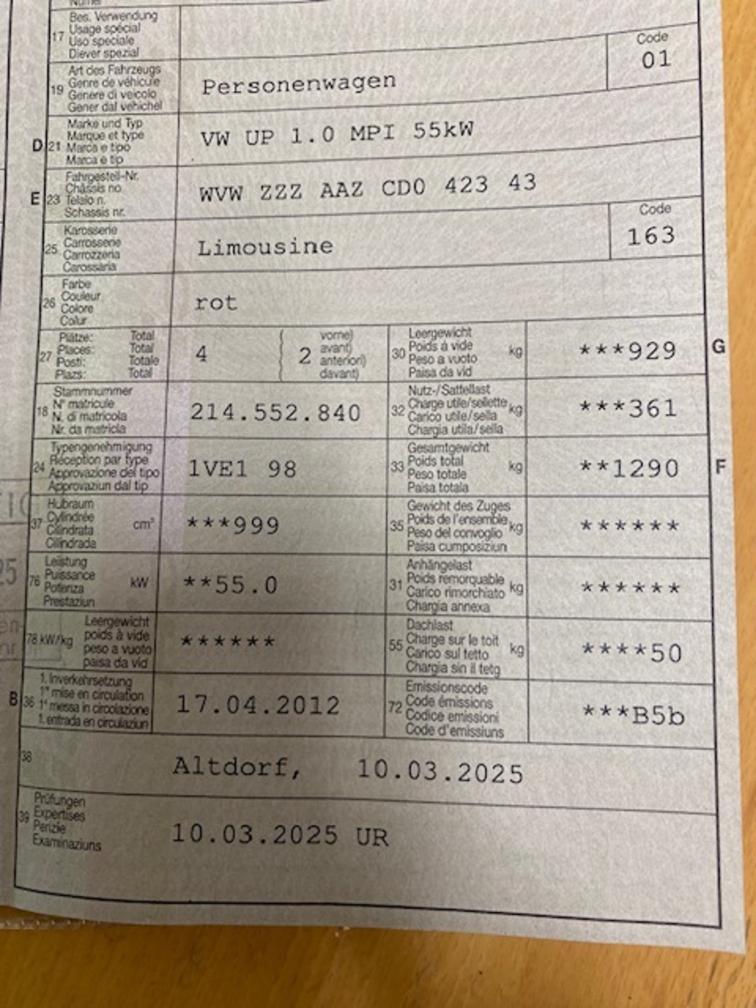 Bes. Verwendung
17 Usage spécial
Uso speciale
Diever spezial
Art des Fahrzeugs
19 Genre de véhicule
Genere di veicolo
Gener dal vehichel
Personenwagen
Code
01
Marke und Typ
D 21 Marque et type
Marca e tipo
Marca e tip
VW UP 1.0 MPI 55kW
Fahrgestell-Nr.
E 23 Châssis no.
Telaio n.
Schassis nr.
WVW ZZZ AAZ CD0 423 43
Karosserie
25 Carrosserie
Carrozzeria
Carossaria
Limousine
Code
163
Farbe
26 Couleur
Colore
Colur
rot
Plätze: Total
27 Places: Total
Posti: Totale
Plazs: Total
4
( 2 vorne)
avant)
anteriori)
davant)
Leergewicht
30 Poids à vide kg
Peso a vuoto
Paisa da vid
***929 G
Stammnummer
18 N° matricule
N. di matricola
Nr. da matricla
214.552.840
Nutz-/Sattellast
32 Charge utile/sellette kg
Carico utile/sella
Chargia utila/sella
***361
Typengenehmigung
24 Réception par type
Approvazione del tipo
Approvaziun dal tip
1VE1 98
Gesamtgewicht
33 Poids total kg
Peso totale
Paisa totala
**1290 F
Hubraum
37 Cylindrée cm³
Cilindrata
Cilindrada
***999
Gewicht des Zuges
35 Poids de l'ensemble kg
Peso del convoglio
Paisa cumposiziun
******
Leistung
76 Puissance kW
Potenza
Prestaziun
**55.0
Anhängelast
31 Poids remorquable kg
Carico rimorchiato
Chargia annexa
******
Leergewicht
78 kW/kg poids à vide
peso a vuoto
paisa da vid
******
Dachlast
55 Charge sur le toit kg
Carico sul tetto
Chargia sin il tetg
****50
1. Inverkehrsetzung
B 36 1re mise en circulation
1a messa in circolazione
1. entrada en circulaziun
17.04.2012
Emissionscode
72 Code émissions
Codice emissioni
Code d'emissiuns
***B5b
38
Altdorf, 10.03.2025
Prüfungen
39 Expertises
Perizie
Examinaziuns
10.03.2025 UR